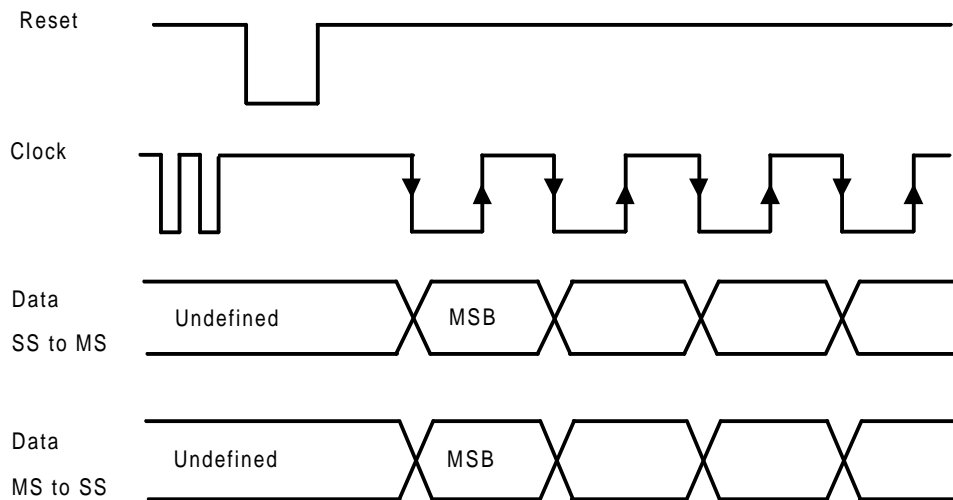 Reset
Clock
Data
SS to MS
Undefined
MSB
Data
MS to SS
Undefined
MSB